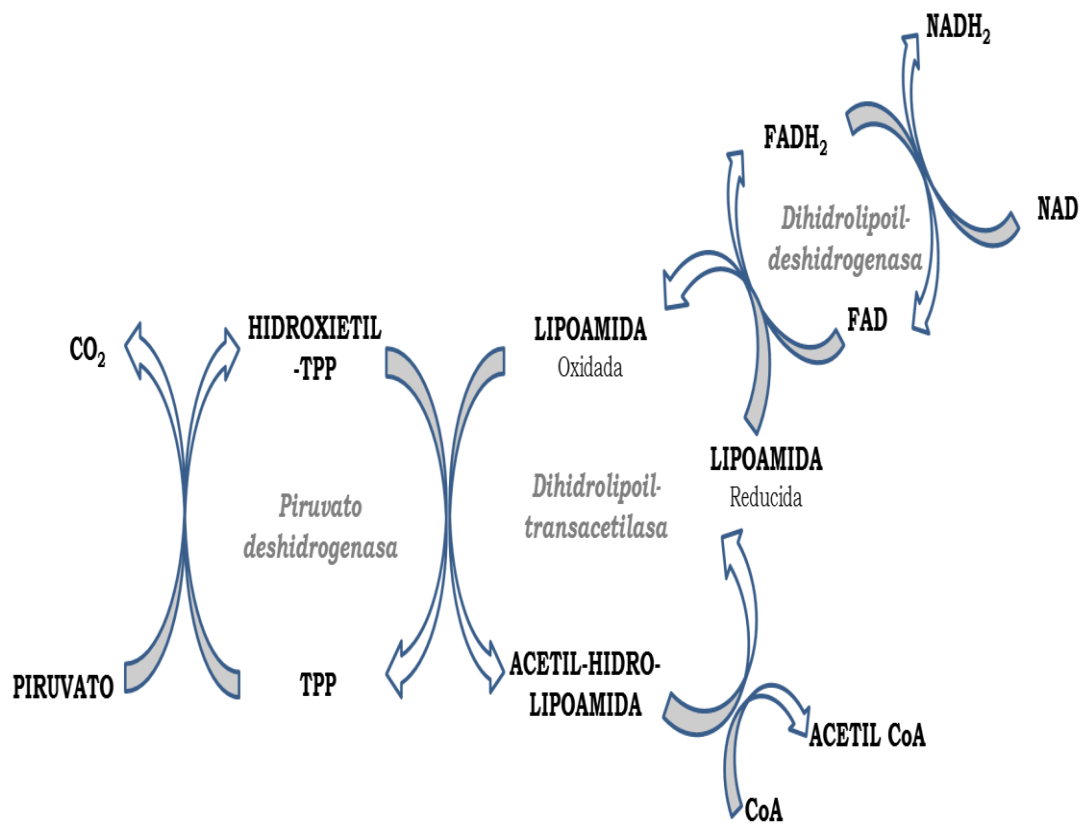 NADH₂
FADH₂
NAD
Dihidrolipoil-
deshidrogenasa
FAD
CO₂
HIDROXIETIL
-TPP
LIPOAMIDA
Oxidada
LIPOAMIDA
Reducida
Piruvato
deshidrogenasa
Dihidrolipoil-
transacetilasa
PIRUVATO
TPP
ACETIL-HIDRO-
LIPOAMIDA
ACETIL CoA
CoA